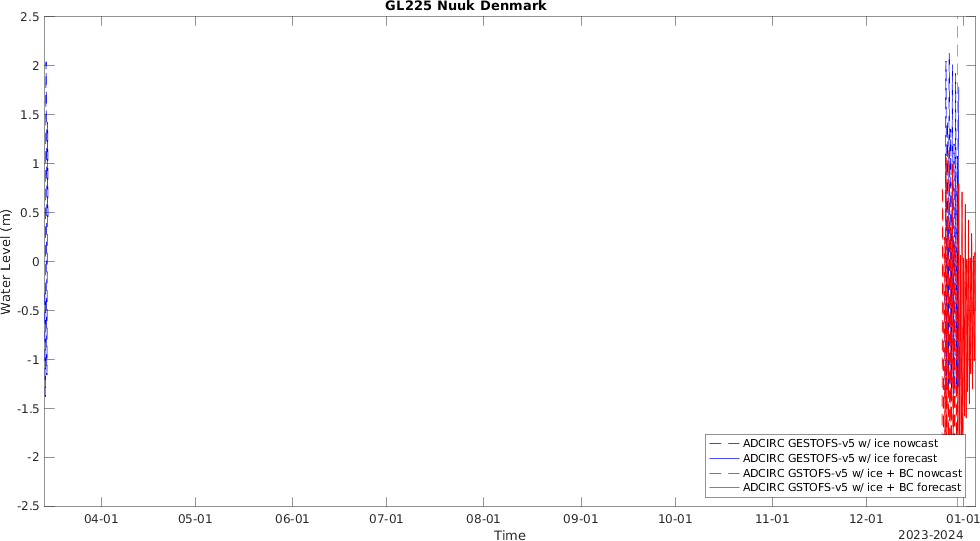 GL225 Nuuk Denmark
2.5
2
1.5
1
0.5
0
-0.5
-1
-1.5
-2
-2.5
Water Level (m)
ADCIRC GESTOFS-v5 w/ ice nowcast
ADCIRC GESTOFS-v5 w/ ice forecast
ADCIRC GSTOFS-v5 w/ ice + BC nowcast
ADCIRC GSTOFS-v5 w/ ice + BC forecast
04-01 05-01 06-01 07-01 08-01 09-01 10-01 11-01 12-01 01-01
Time
2023-2024